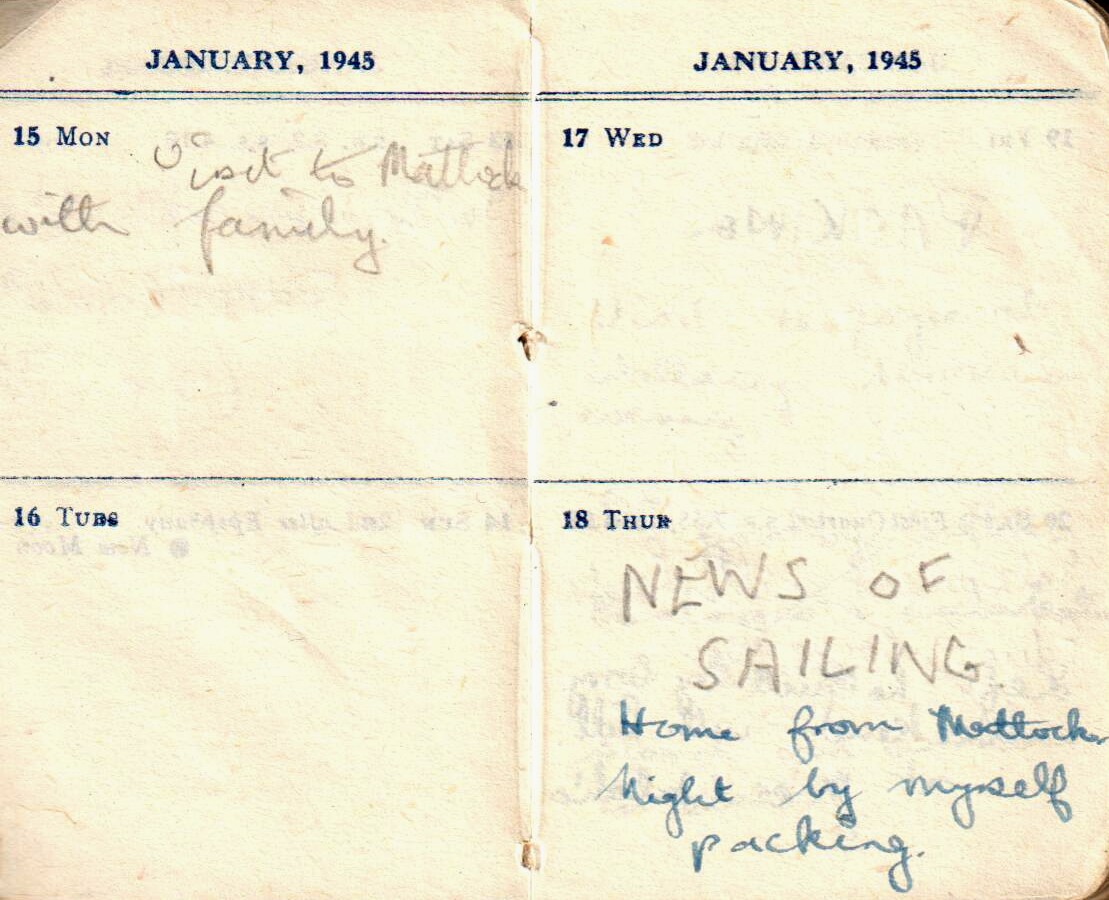 JANUARY, 1945
15 MON
Visit to Matlock
with family.
16 TUES
JANUARY, 1945
17 WED
18 THUR
NEWS OF
SAILING.
Home from Mattock
Night by myself
packing.